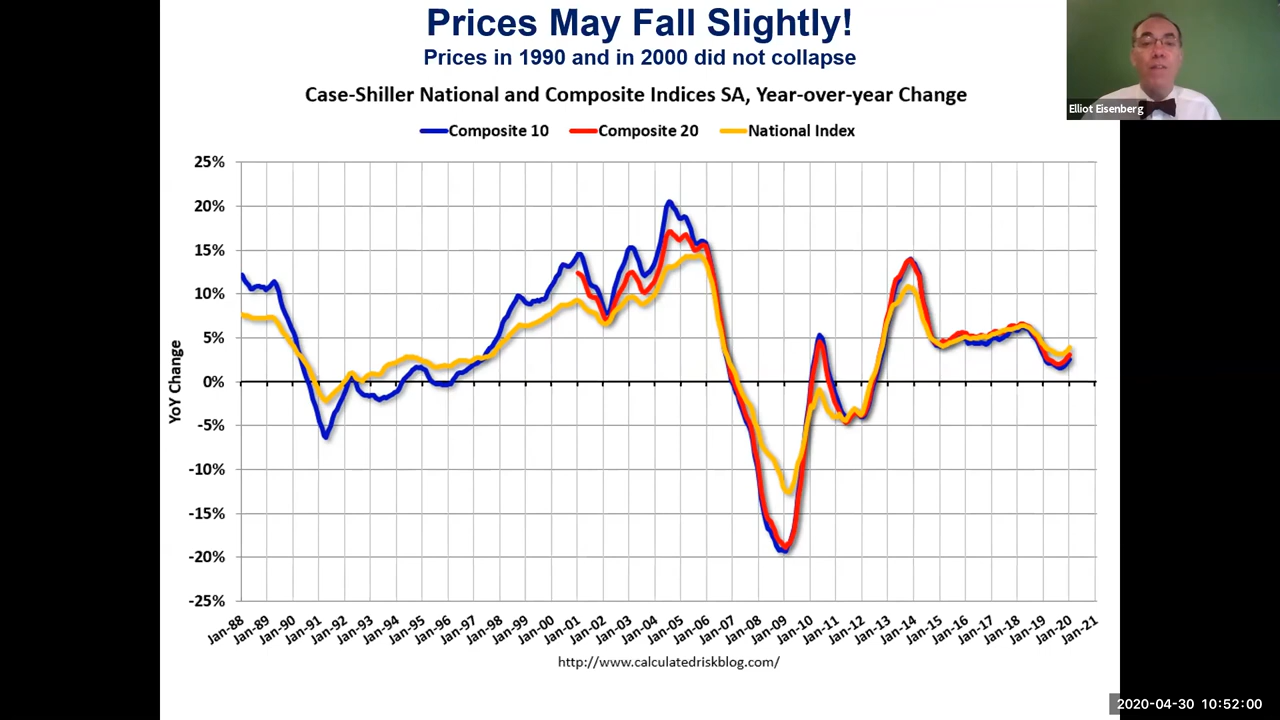 Prices May Fall Slightly!
Prices in 1990 and in 2000 did not collapse
Elliot Eisenberg
Case-Shiller National and Composite Indices SA, Year-over-year Change
Composite 10 Composite 20 National Index
25%
20%
15%
10%
5%
0%
-5%
-10%
-15%
-20%
-25%
YoY Change
Jan-88 Jan-89 Jan-90 Jan-91 Jan-92 Jan-93 Jan-94 Jan-95 Jan-96 Jan-97 Jan-98 Jan-99 Jan-00 Jan-01 Jan-02 Jan-03 Jan-04 Jan-05 Jan-06 Jan-07 Jan-08 Jan-09 Jan-10 Jan-11 Jan-12 Jan-13 Jan-14 Jan-15 Jan-16 Jan-17 Jan-18 Jan-19 Jan-20 Jan-21
http://www.calculatedriskblog.com/
2020-04-30 10:52:00